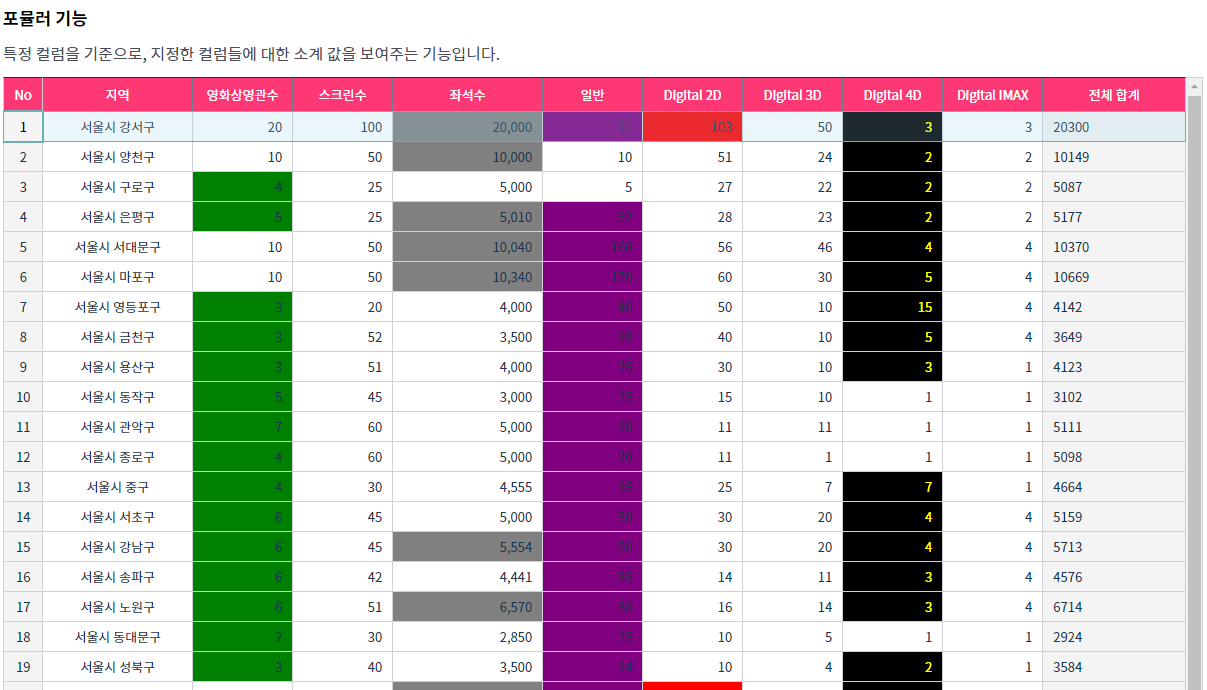 포뮬러 기능
특정 컬럼을 기준으로, 지정한 컬럼들에 대한 소계 값을 보여주는 기능입니다.
No 지역 영화상영관수 스크린수 좌석수 일반 Digital 2D Digital 3D Digital 4D Digital IMAX 전체 합계
1 서울시 강서구 20 100 20,000 21 103 50 3 3 20300
2 서울시 양천구 10 50 10,000 10 51 24 2 2 10149
3 서울시 구로구 4 25 5,000 5 27 22 2 2 5087
4 서울시 은평구 5 25 5,010 82 28 23 2 2 5177
5 서울시 서대문구 10 50 10,040 160 56 46 4 4 10370
6 서울시 마포구 10 50 10,340 170 60 30 5 4 10669
7 서울시 영등포구 3 20 4,000 40 50 10 15 4 4142
8 서울시 금천구 3 52 3,500 35 40 10 5 4 3649
9 서울시 용산구 3 51 4,000 25 30 10 3 1 4123
10 서울시 동작구 5 45 3,000 25 15 10 1 1 3102
11 서울시 관악구 7 60 5,000 20 11 11 1 1 5111
12 서울시 종로구 4 60 5,000 20 11 1 1 1 5098
13 서울시 중구 4 30 4,555 35 25 7 7 1 4664
14 서울시 서초구 6 45 5,000 50 30 20 4 4 5159
15 서울시 강남구 6 45 5,554 50 30 20 4 4 5713
16 서울시 송파구 6 42 4,441 55 14 11 3 4 4576
17 서울시 노원구 6 51 6,570 50 16 14 3 4 6714
18 서울시 동대문구 2 30 2,850 25 10 5 1 1 2924
19 서울시 성북구 3 40 3,500 24 10 4 2 1 3584